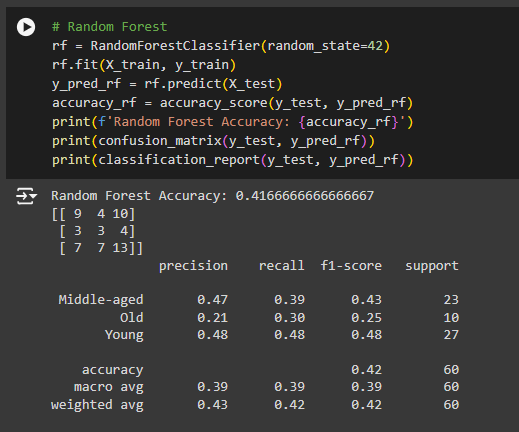 # Random Forest
rf = RandomForestClassifier(random_state=42)
rf.fit(X_train, y_train)
y_pred_rf = rf.predict(X_test)
accuracy_rf = accuracy_score(y_test, y_pred_rf)
print(f'Random Forest Accuracy: {accuracy_rf}')
print(confusion_matrix(y_test, y_pred_rf))
print(classification_report(y_test, y_pred_rf))
Random Forest Accuracy: 0.4166666666666667
[[ 9  4 10]
 [ 3  3  4]
 [ 7  7 13]]
              precision    recall  f1-score   support
 Middle-aged       0.47      0.39      0.43        23
         Old       0.21      0.30      0.25        10
       Young       0.48      0.48      0.48        27
    accuracy                           0.42        60
   macro avg       0.39      0.39      0.39        60
weighted avg       0.43      0.42      0.42        60